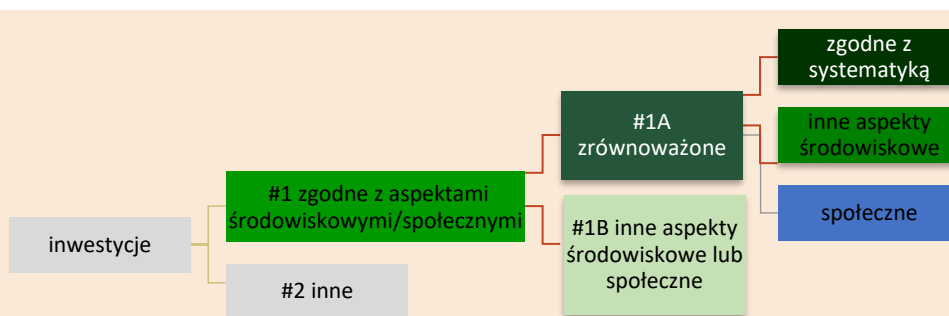 inwestycje
#1 zgodne z aspektami
środowiskowymi/społecznymi
#2 inne
#1A
zrównoważone
#1B inne aspekty
środowiskowe lub
społeczne
zgodne z
systematyką
inne aspekty
środowiskowe
społeczne